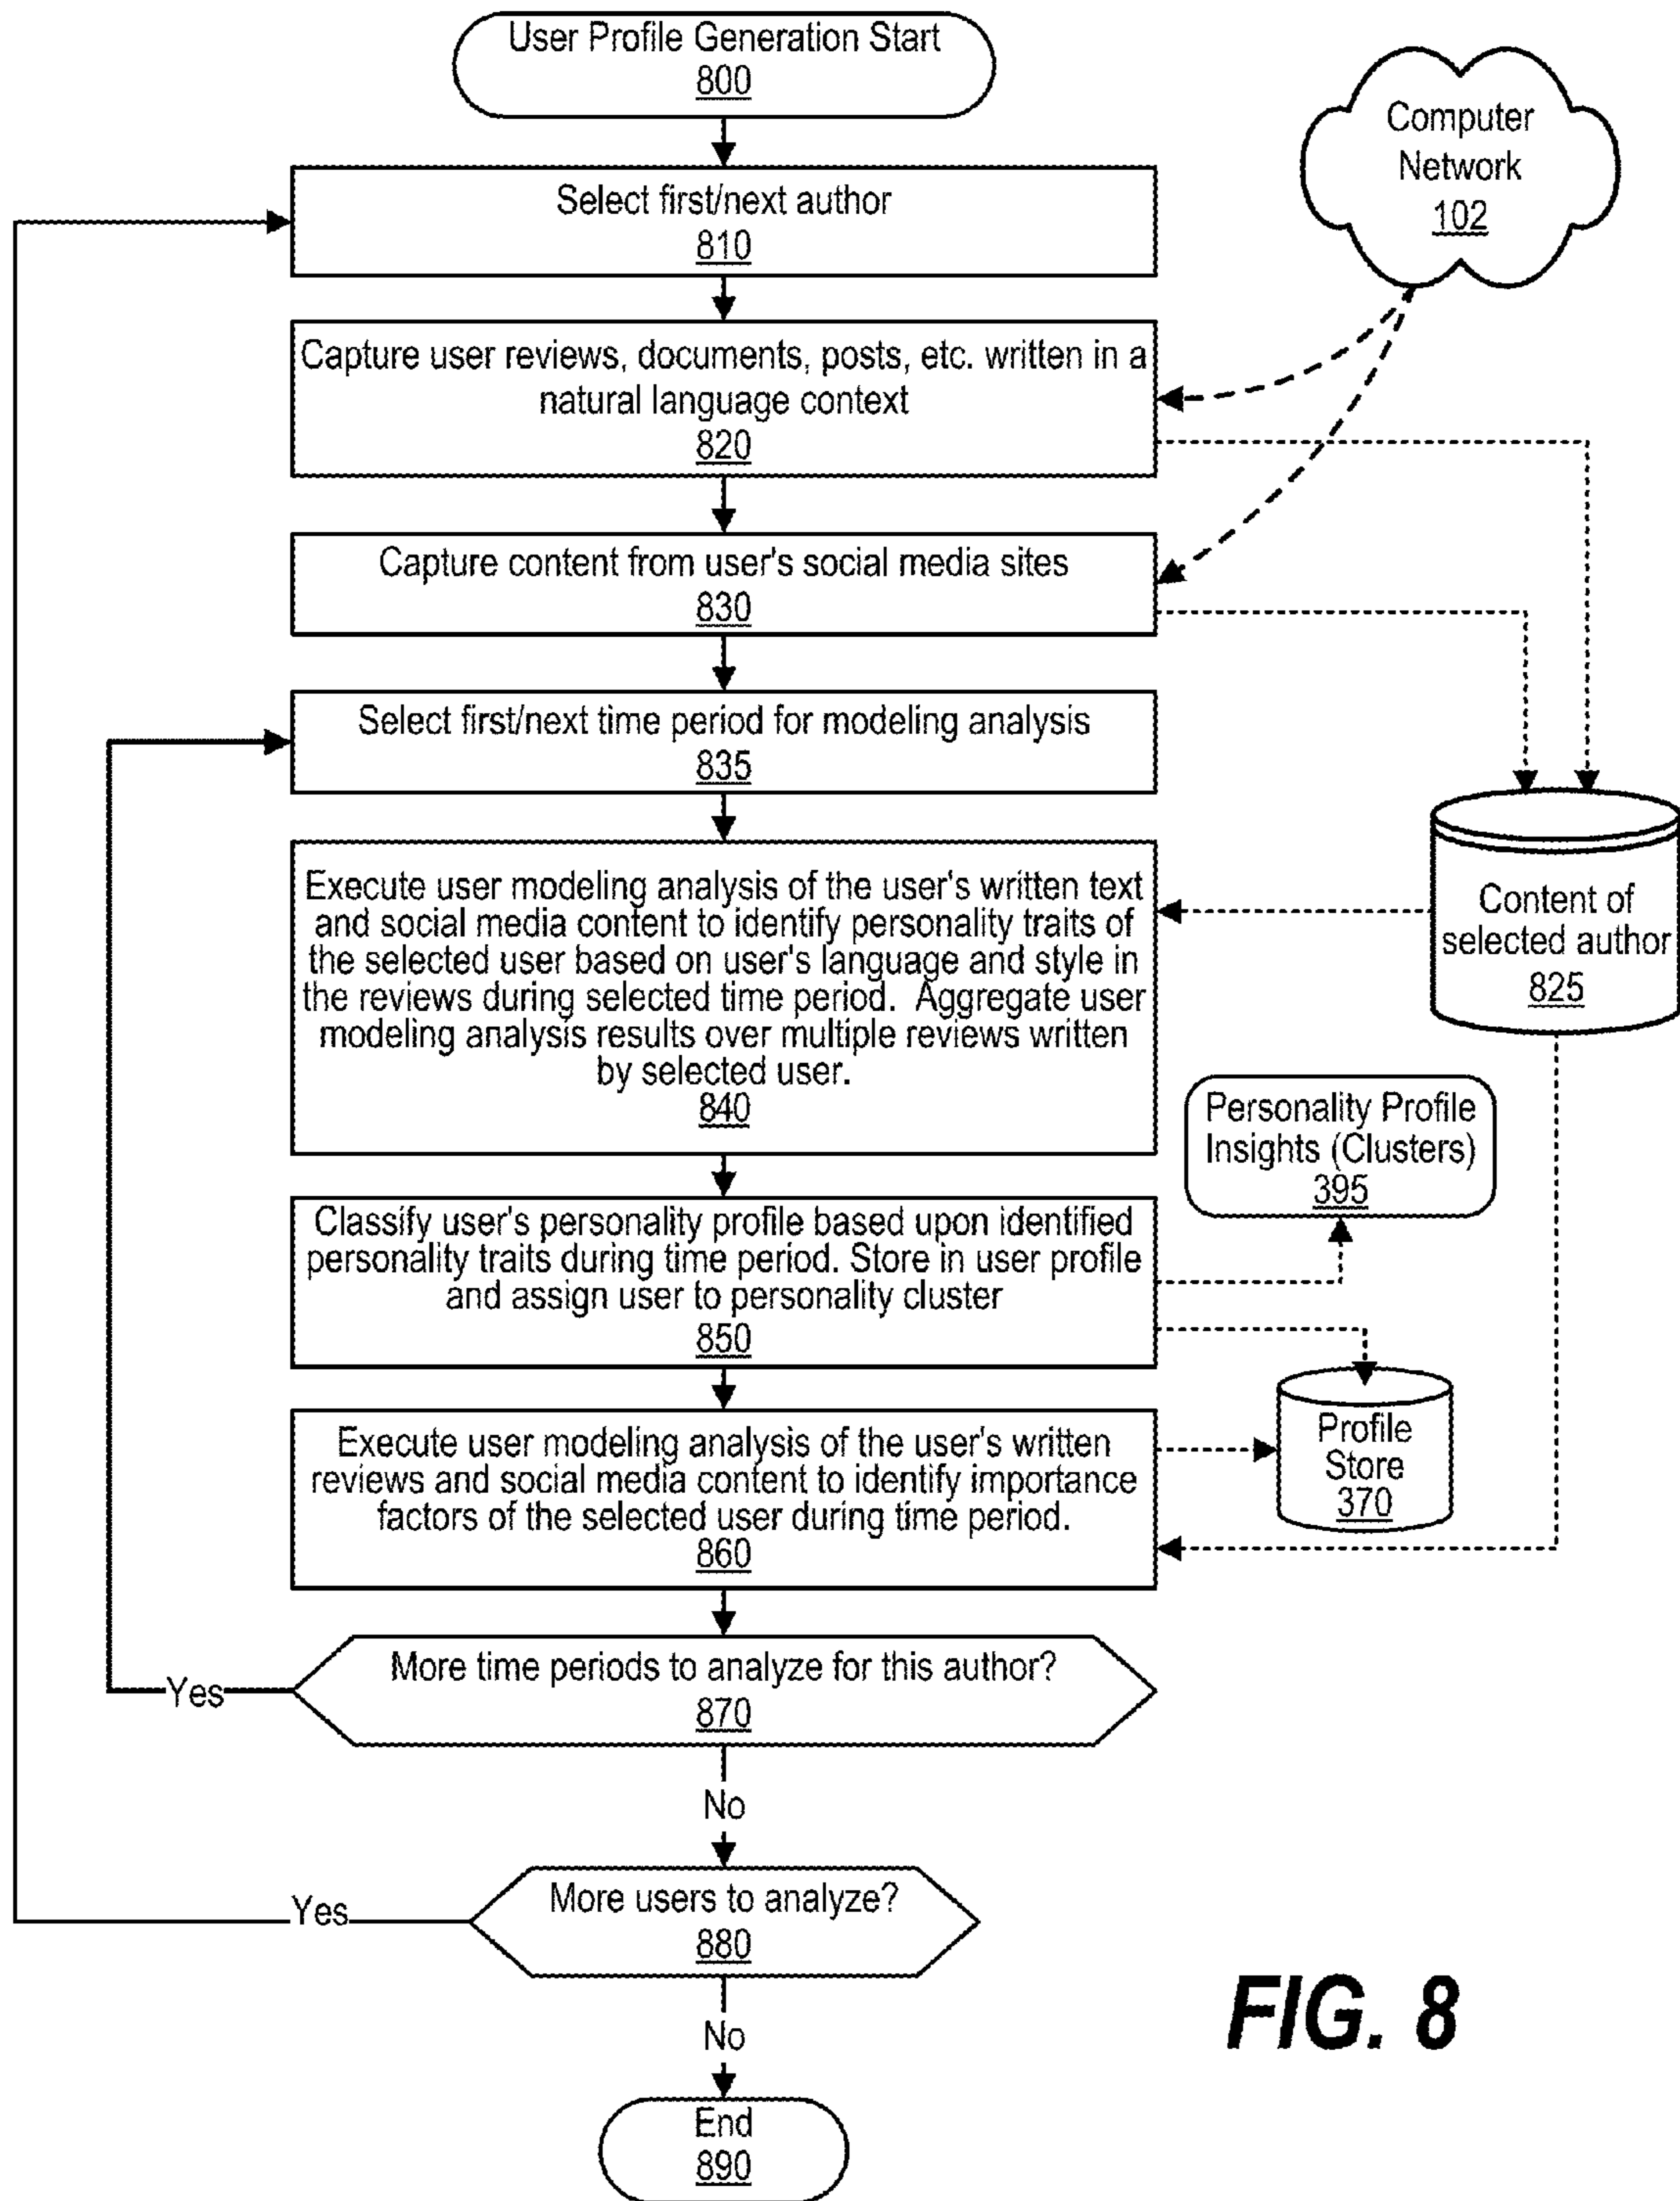 User Profile Generation Start
800
Computer
Network
102
Select first/next author
810
Capture user reviews, documents, posts, etc. written in a
natural language context
820
Capture content from user's social media sites
830
Select first/next time period for modeling analysis
835
Execute user modeling analysis of the user's written text
and social media content to identify personality traits of
the selected user based on user's language and style in
the reviews during selected time period. Aggregate user
modeling analysis results over multiple reviews written
by selected user.
840
Content of
selected author
825
Personality Profile
Insights (Clusters)
395
Classify user's personality profile based upon identified
personality traits during time period. Store in user profile
and assign user to personality cluster
850
Profile
Store
370
Execute user modeling analysis of the user's written
reviews and social media content to identify importance
factors of the selected user during time period.
860
More time periods to analyze for this author?
870
Yes
No
More users to analyze?
880
Yes
No
End
890
FIG. 8